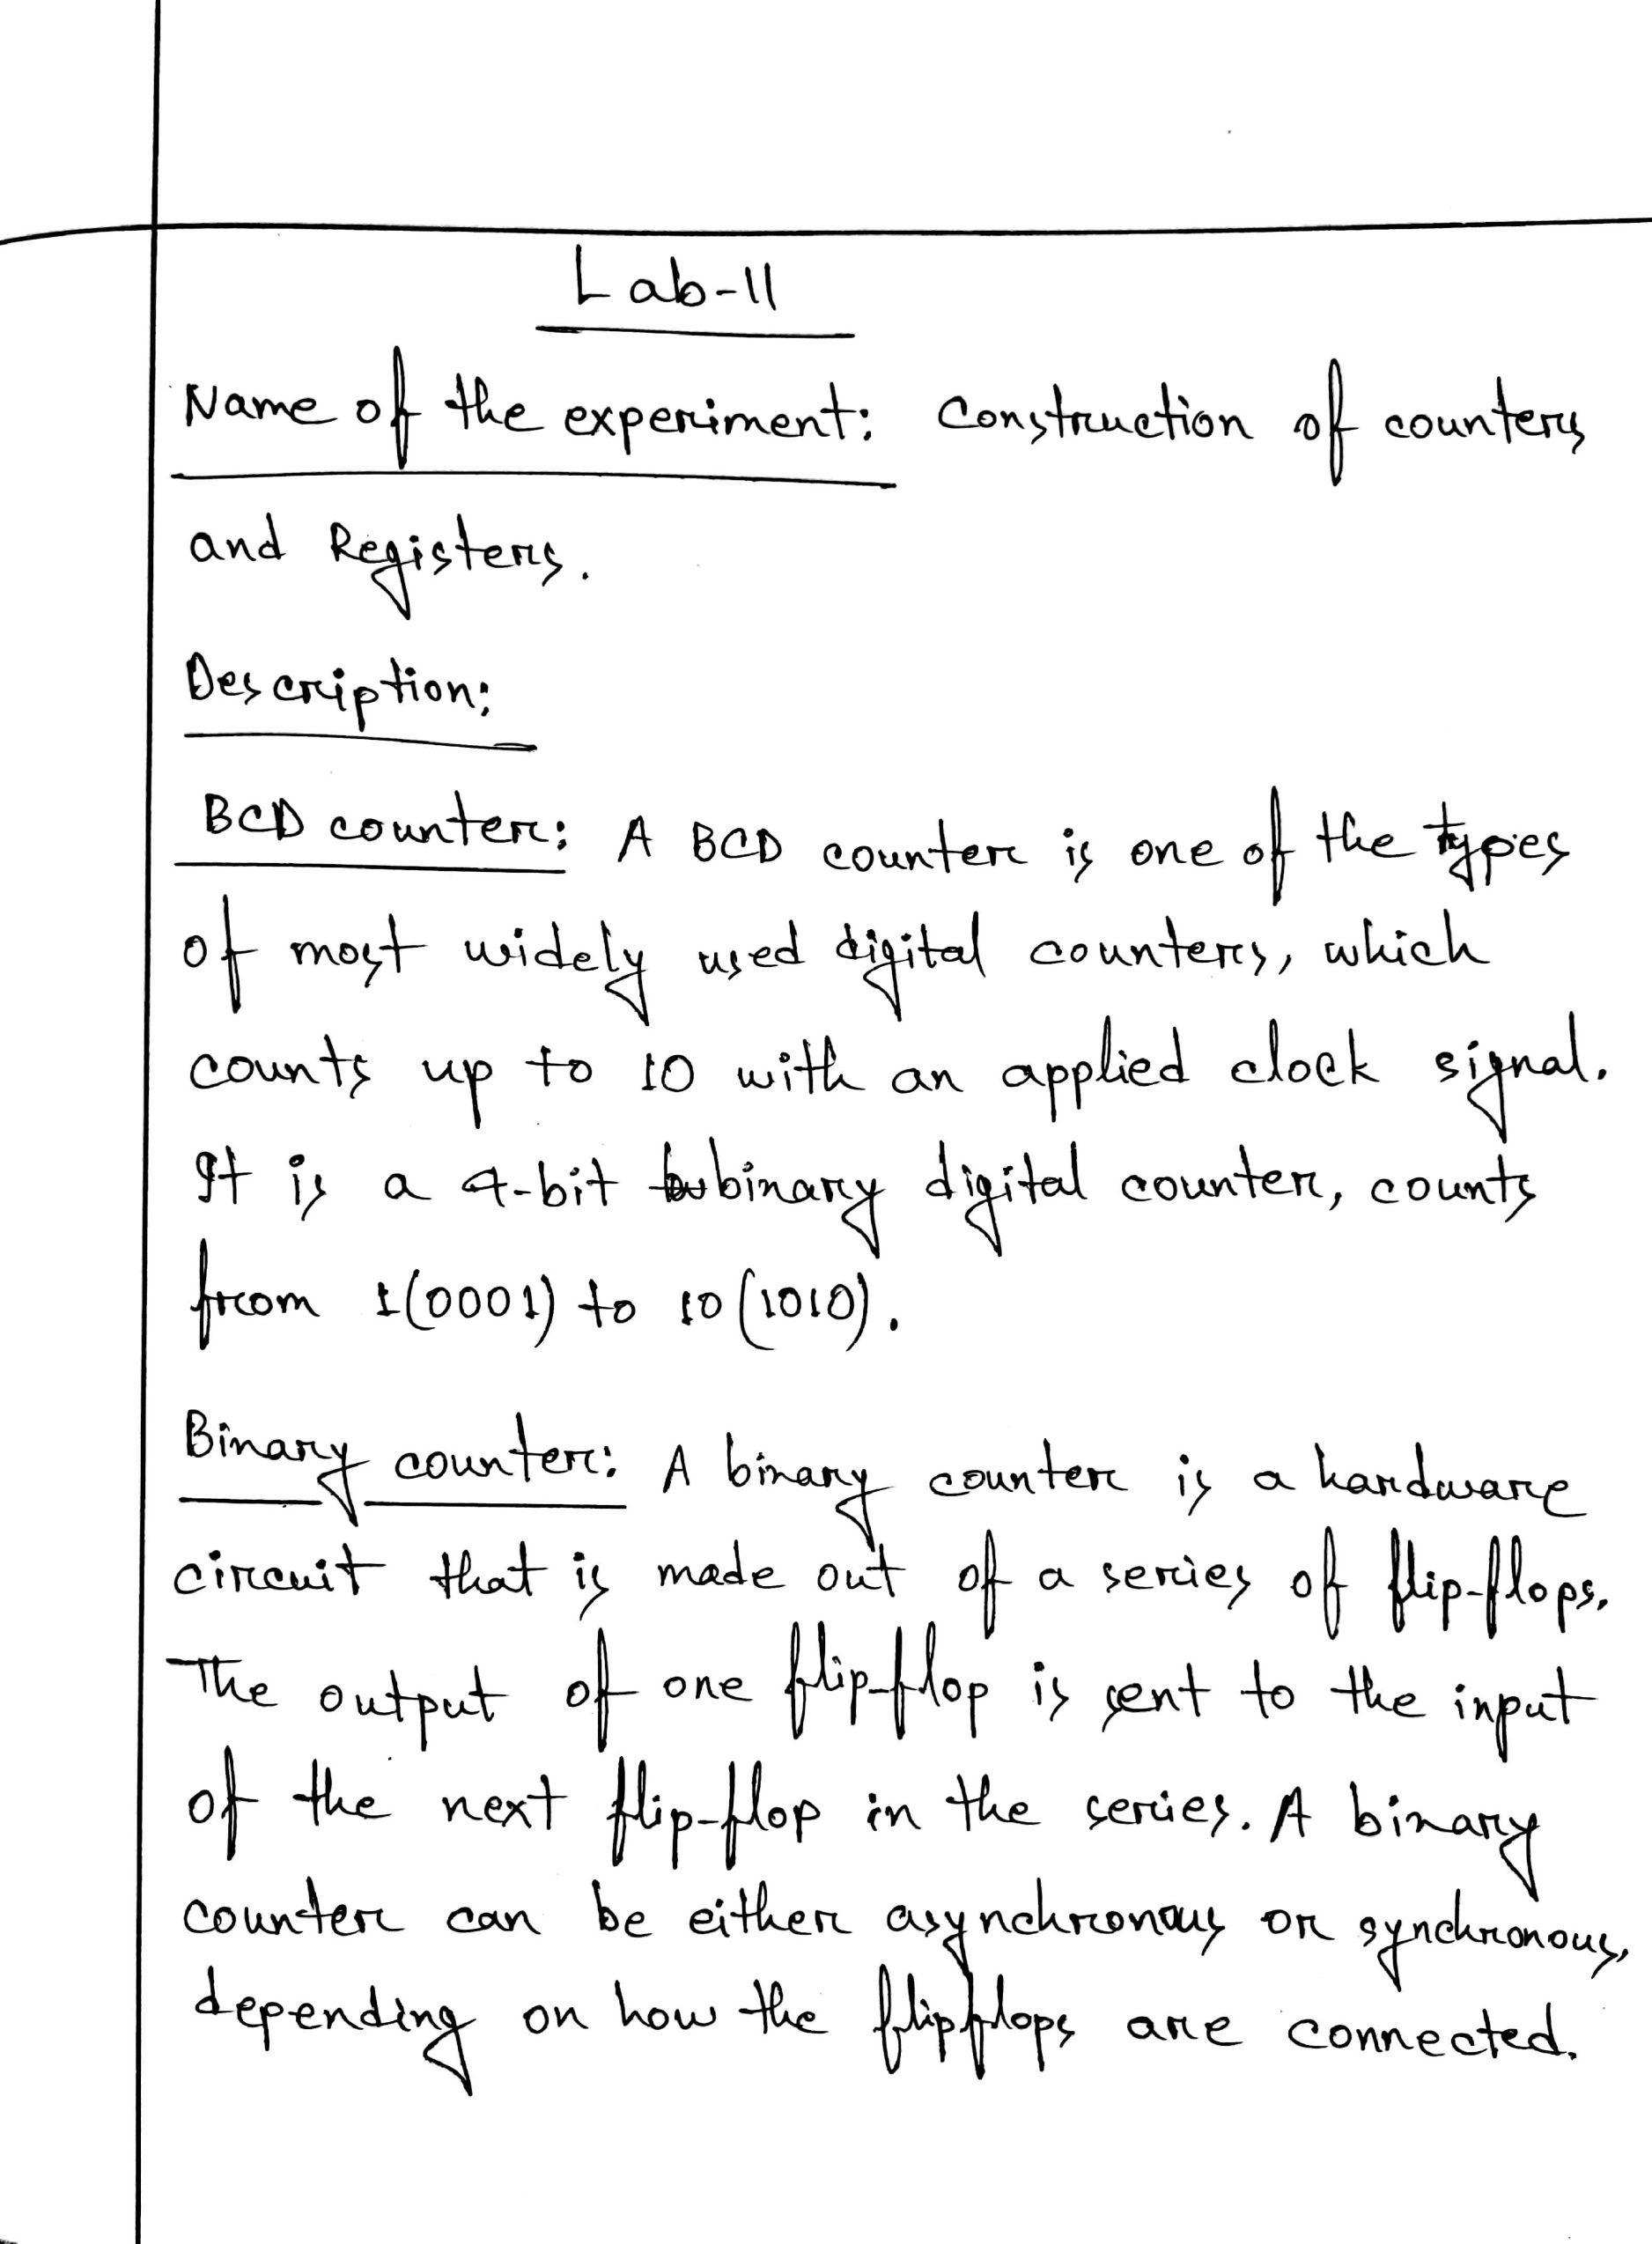 Lab-11
Name of the experiment: Construction of counters
and Registers.
Description:
BCD counter: A BCD counter is one of the types
of most widely used digital counters, which
counts up to 10 with an applied clock signal.
It is a 4-bit binary digital counter, counts
from 1(0001) to 10(1010).
Binary counter: A binary counter is a hardware
circuit that is made out of a series of flip-flops.
The output of one flip-flop is sent to the input
of the next flip-flop in the series. A binary
counter can be either asynchronous or synchronous,
depending on how the flipflops are connected.